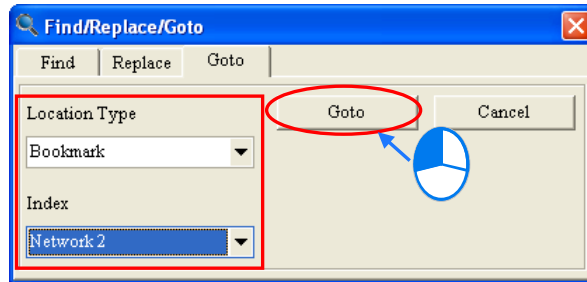 Find/Replace/Goto
Find Replace Goto
Location Type
Bookmark
Index
Network 2
Goto Cancel